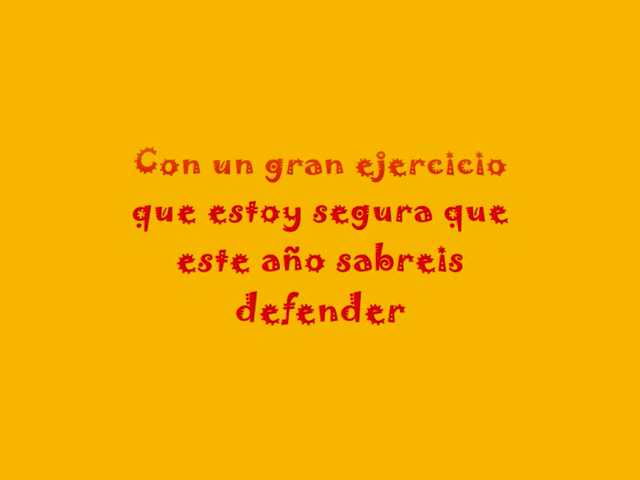 Con un gran ejercicio
que estoy segura que
este año sabreis
defender